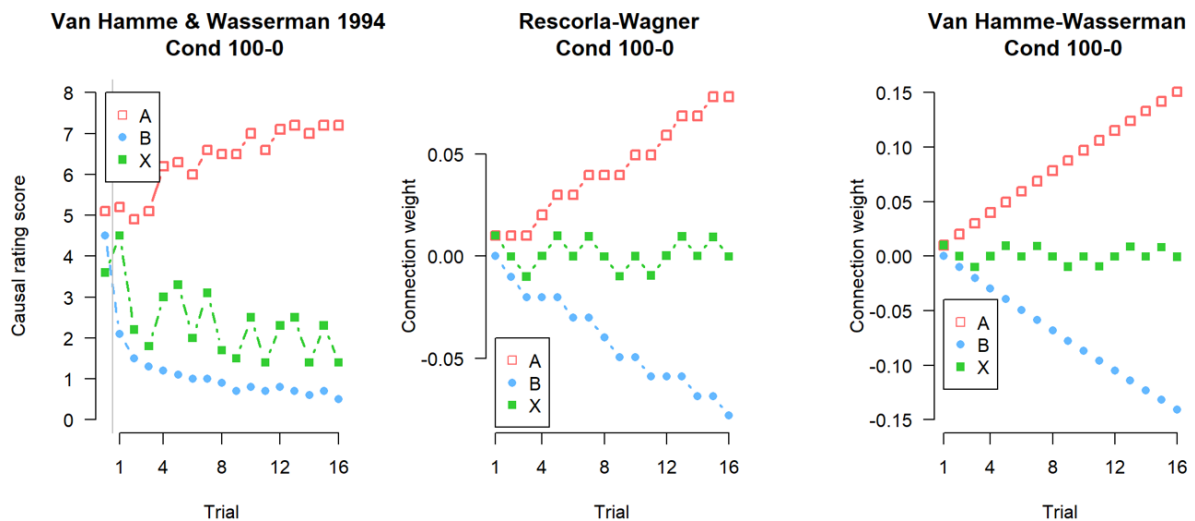 Van Hamme & Wasserman 1994
Cond 100-0
8
7
6
5
4
3
2
1
0
Causal rating score
A
B
X
1
4
8
12
16
Trial
Rescorla-Wagner
Cond 100-0
0.05
0.00
-0.05
Connection weight
A
B
X
1
4
8
12
16
Trial
Van Hamme-Wasserman
Cond 100-0
0.15
0.10
0.05
0.00
-0.05
-0.10
-0.15
Connection weight
A
B
X
1
4
8
12
16
Trial